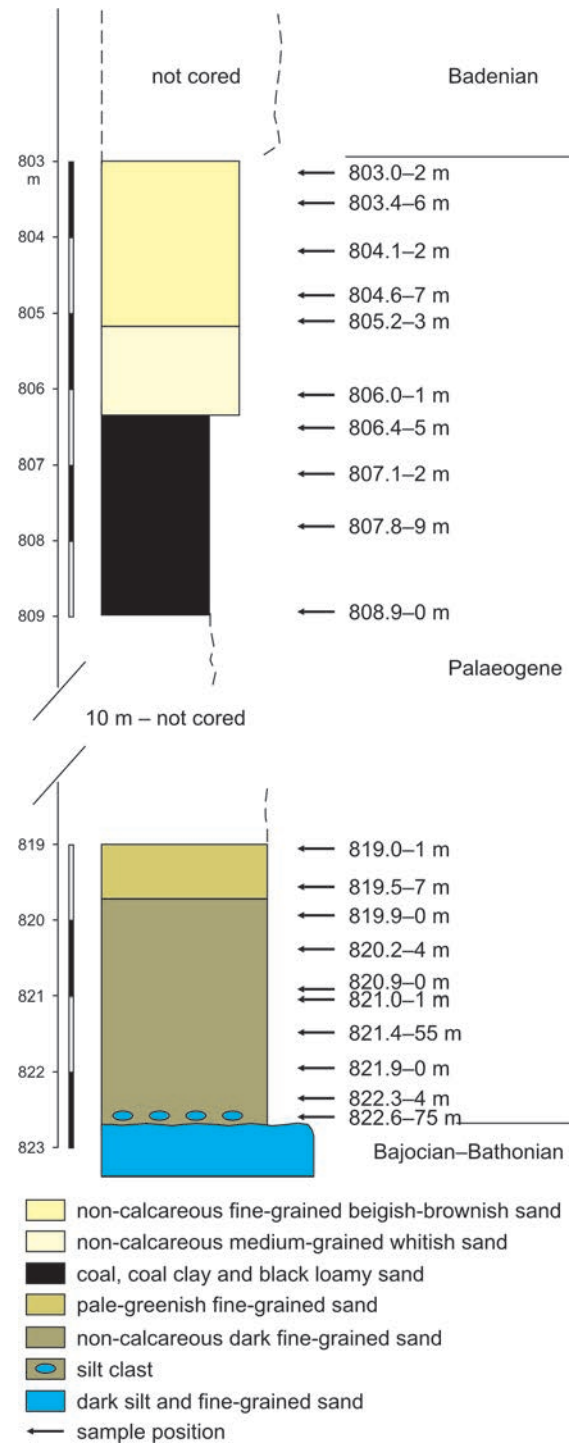 not cored
Badenian
803
m
803.0–2 m
803.4–6 m
804
804.1–2 m
804.6–7 m
805
805.2–3 m
806
806.0–1 m
806.4–5 m
807
807.1–2 m
807.8–9 m
808
809
808.9–0 m
Palaeogene
10 m – not cored
819
819.0–1 m
819.5–7 m
820
819.9–0 m
820.2–4 m
820.9–0 m
821
821.0–1 m
821.4–55 m
822
821.9–0 m
822.3–4 m
822.6–75 m
823
Bajocian–Bathonian
non-calcareous fine-grained beigish-brownish sand
non-calcareous medium-grained whitish sand
coal, coal clay and black loamy sand
pale-greenish fine-grained sand
non-calcareous dark fine-grained sand
silt clast
dark silt and fine-grained sand
sample position